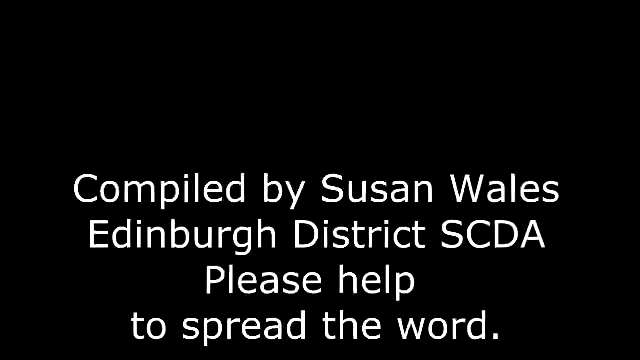 Compiled by Susan Wales
Edinburgh District SCDA
Please help
to spread the word.